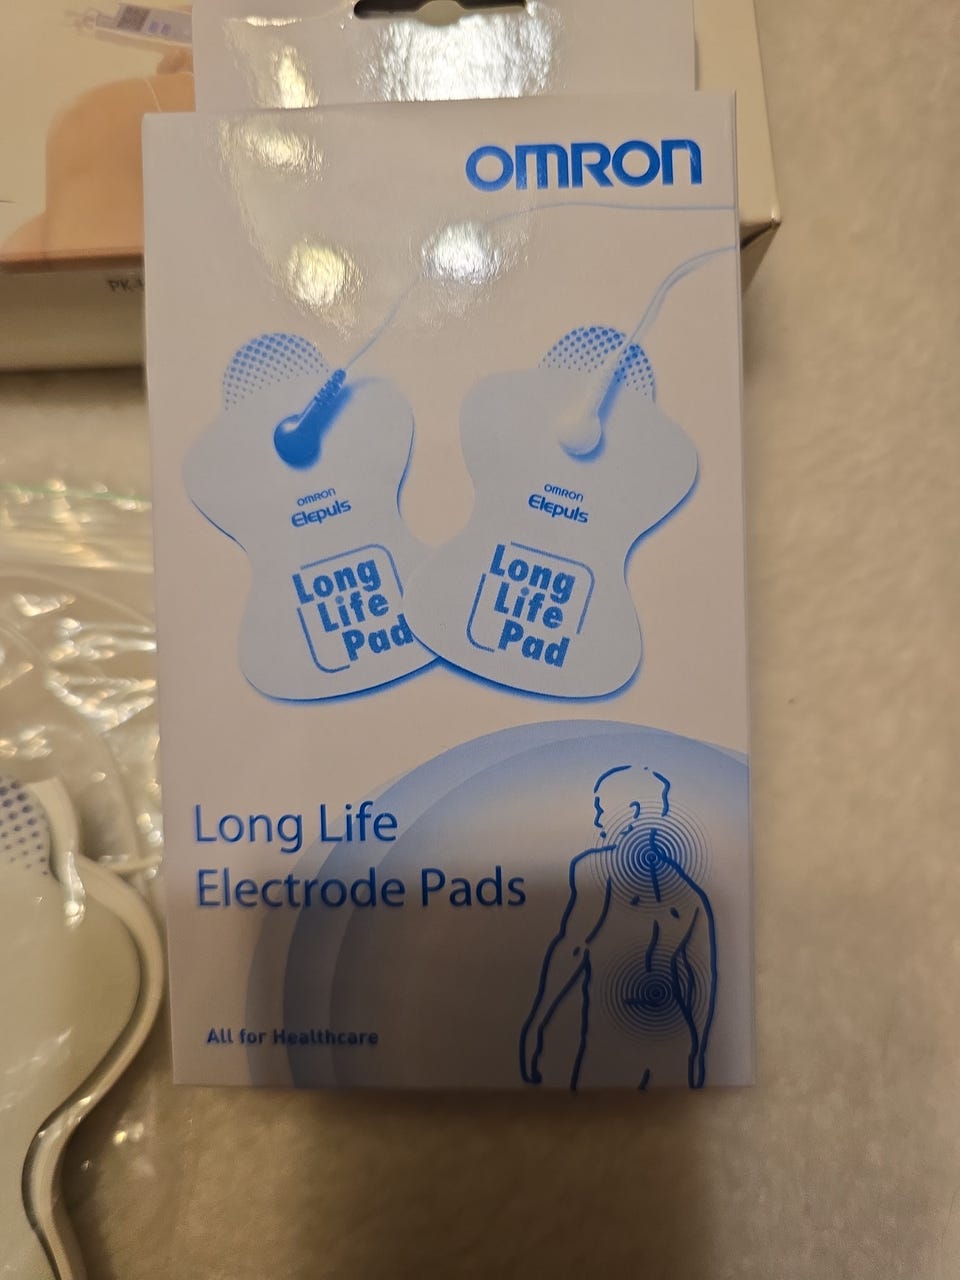 OMRON
OMRON
Elepuls
Long
Life
Pad
OMRON
Elepuls
Long
Life
Pad
Long Life
Electrode Pads
All for Healthcare